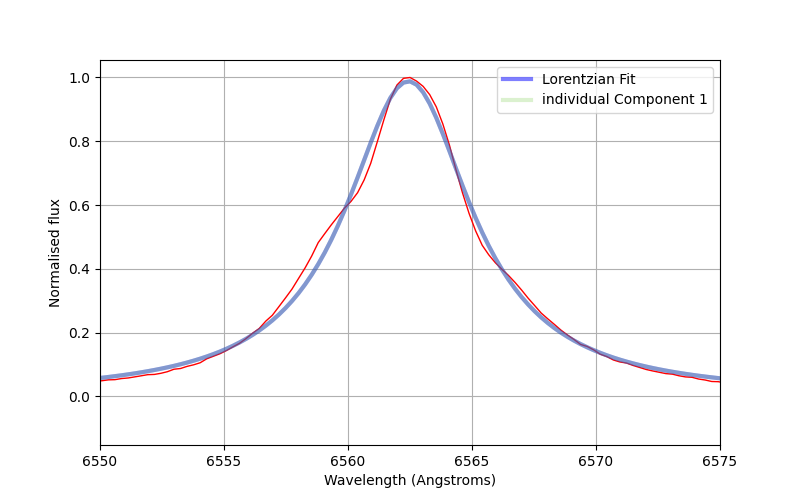 Lorentzian Fit
individual Component 1
1.0
0.8
0.6
0.4
0.2
0.0
Normalised flux
6550 6555 6560 6565 6570 6575
Wavelength (Angstroms)